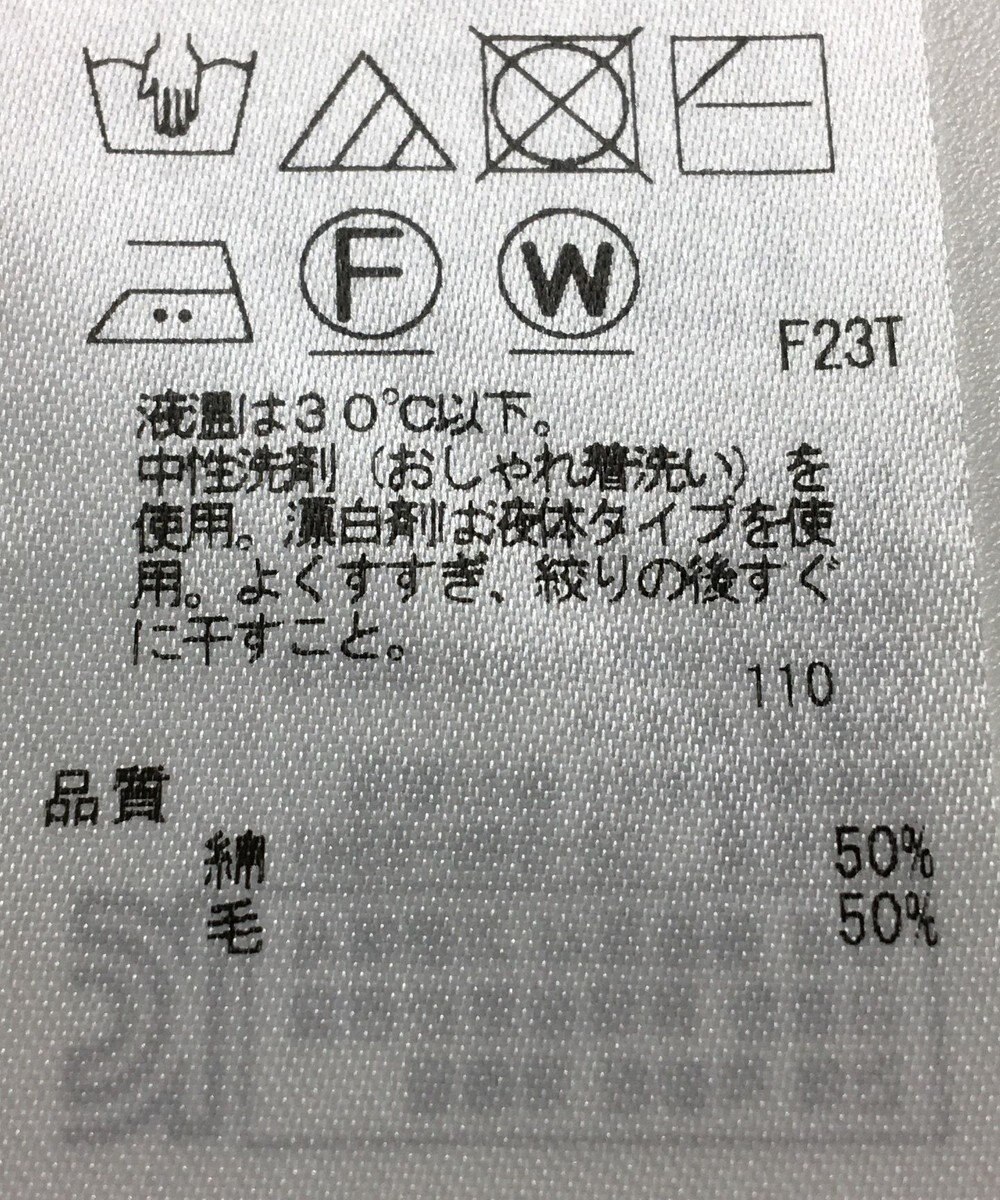 F
W
F23T
液温は30℃以下。
中性洗剤（おしゃれ着洗い）を
使用。漂白剤は液体タイプを使
用。よくすすぎ、絞りの後すぐ
に干すこと。
110
品質
綿 50%
毛 50%